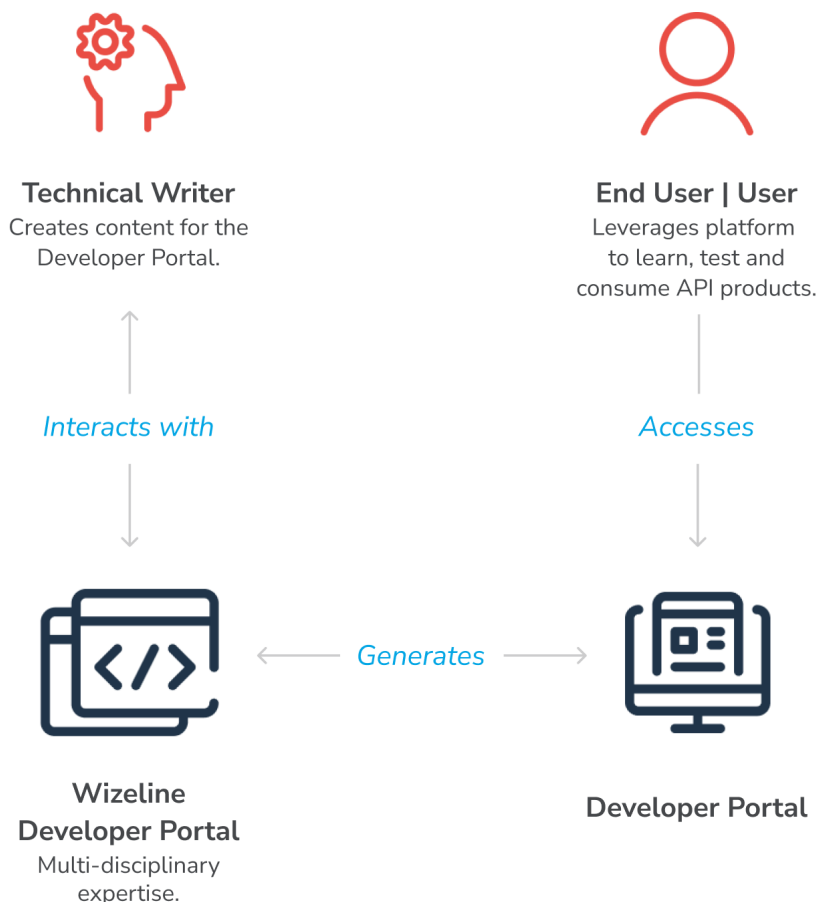 Technical Writer
Creates content for the
Developer Portal.
End User | User
Leverages platform
to learn, test and
consume API products.
Interacts with
Accesses
</>
Generates
Wizeline
Developer Portal
Multi-disciplinary
expertise.
Developer Portal